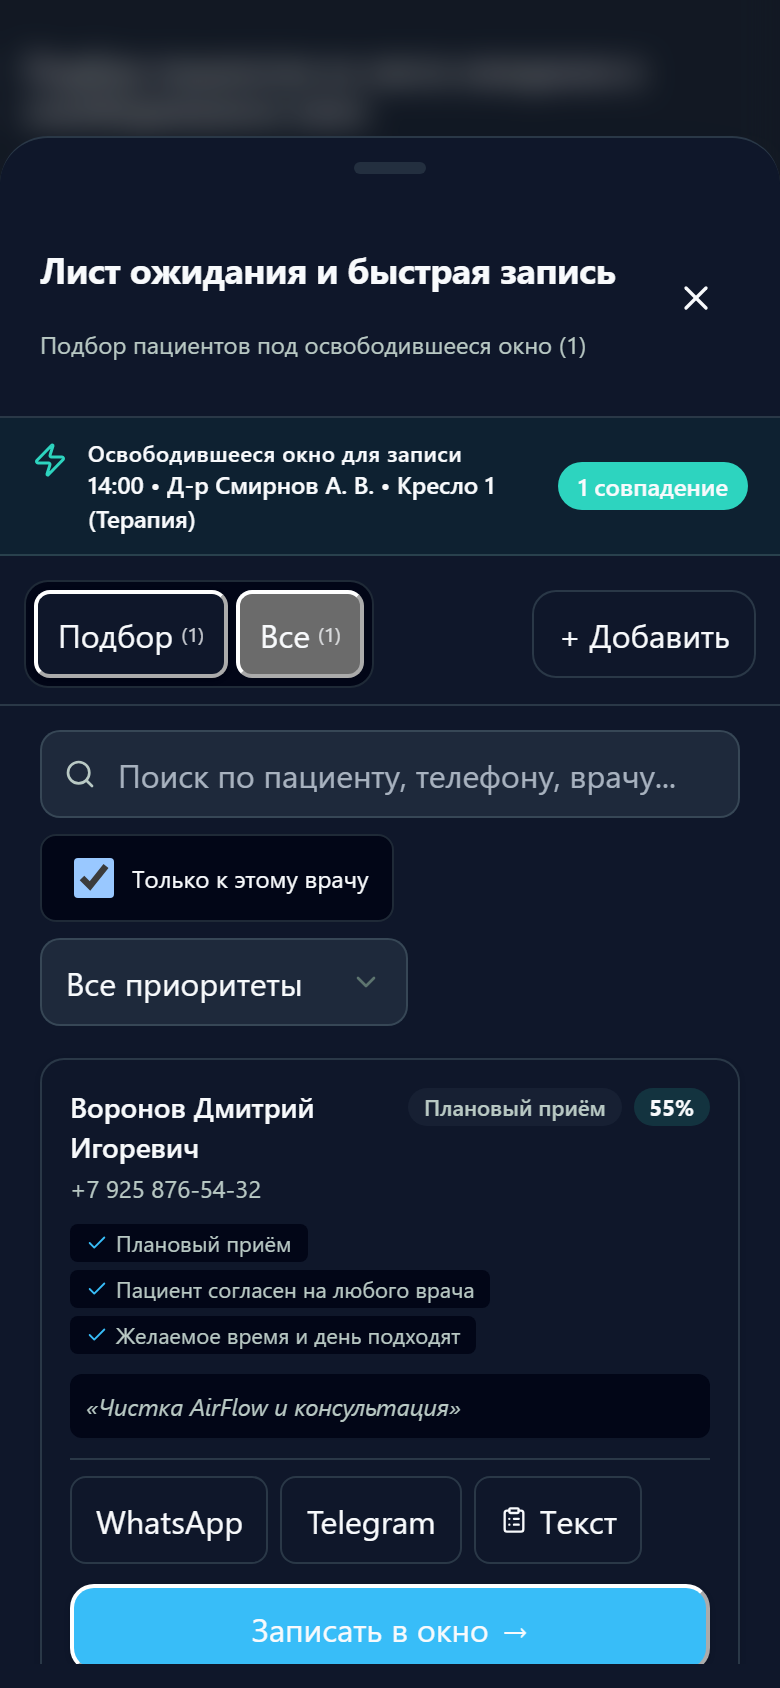 Лист ожидания и быстрая запись
Подбор пациентов под освободившееся окно (1)
Освободившееся окно для записи
14:00 • Д-р Смирнов А. В. • Кресло 1
(Терапия)
1 совпадение
Подбор (1)
Все (1)
+ Добавить
Поиск по пациенту, телефону, врачу...
Только к этому врачу
Все приоритеты
Воронов Дмитрий
Игоревич
Плановый приём
55%
+7 925 876-54-32
Плановый приём
Пациент согласен на любого врача
Желаемое время и день подходят
«Чистка AirFlow и консультация»
WhatsApp
Telegram
Текст
Записать в окно →